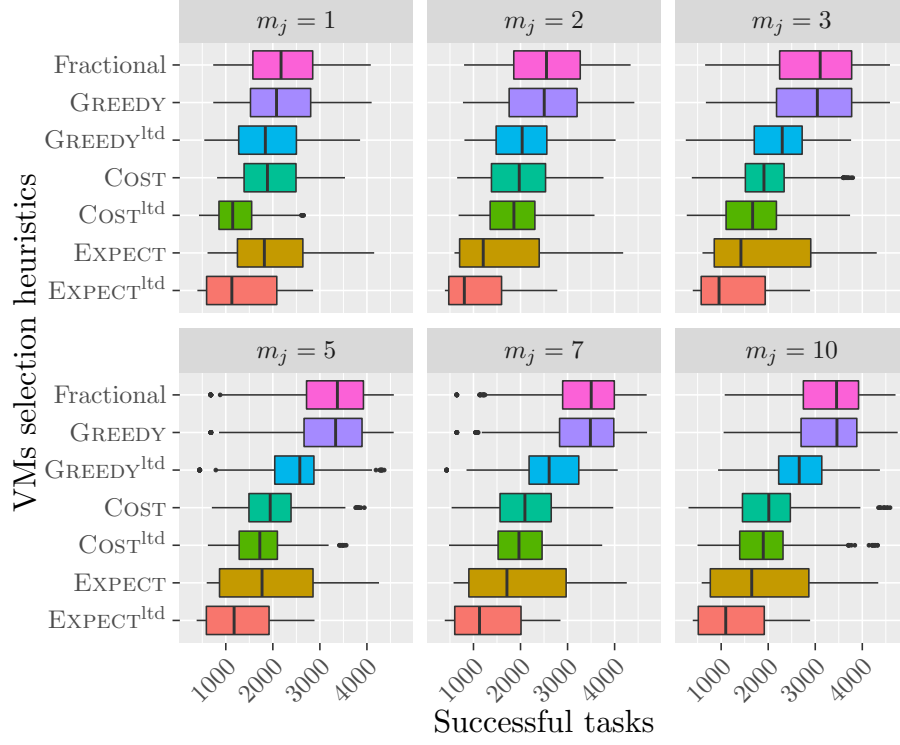 m_j = 1 m_j = 2 m_j = 3
Fractional
GREEDY
GREEDY^ltd
COST
COST^ltd
EXPECT
EXPECT^ltd
VMs selection heuristics
m_j = 5 m_j = 7 m_j = 10
Fractional
GREEDY
GREEDY^ltd
COST
COST^ltd
EXPECT
EXPECT^ltd
1000 2000 3000 4000 1000 2000 3000 4000 1000 2000 3000 4000
Successful tasks